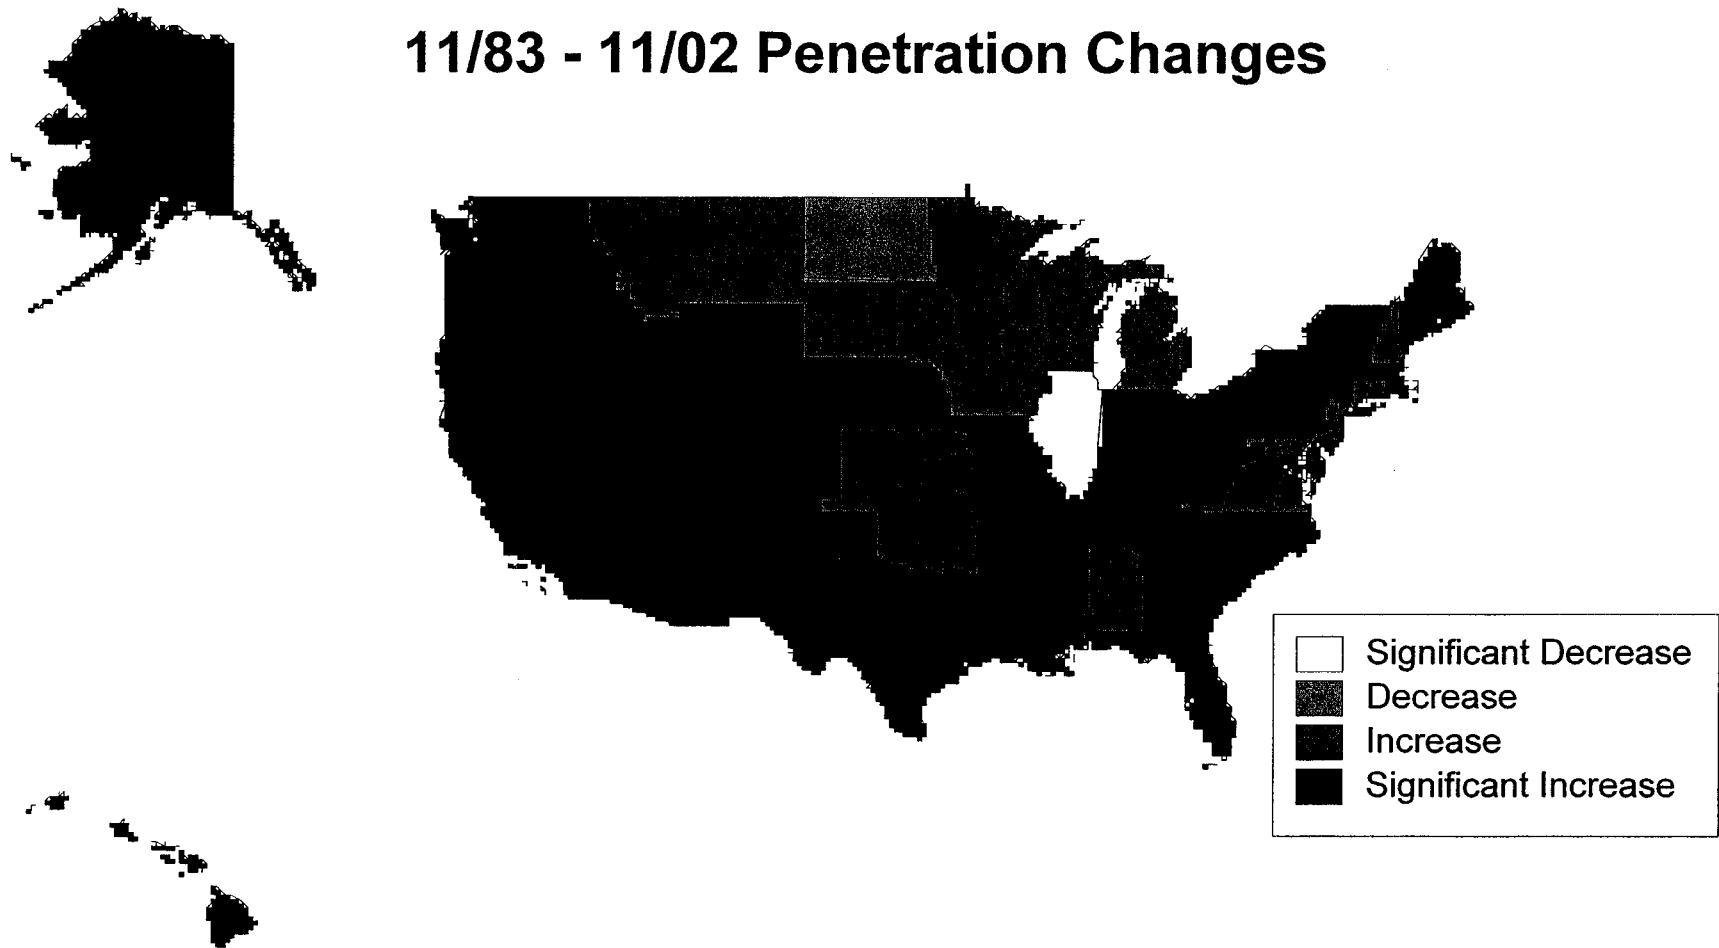 11/83 - 11/02 Penetration Changes
Significant Decrease
Decrease
Increase
Significant Increase